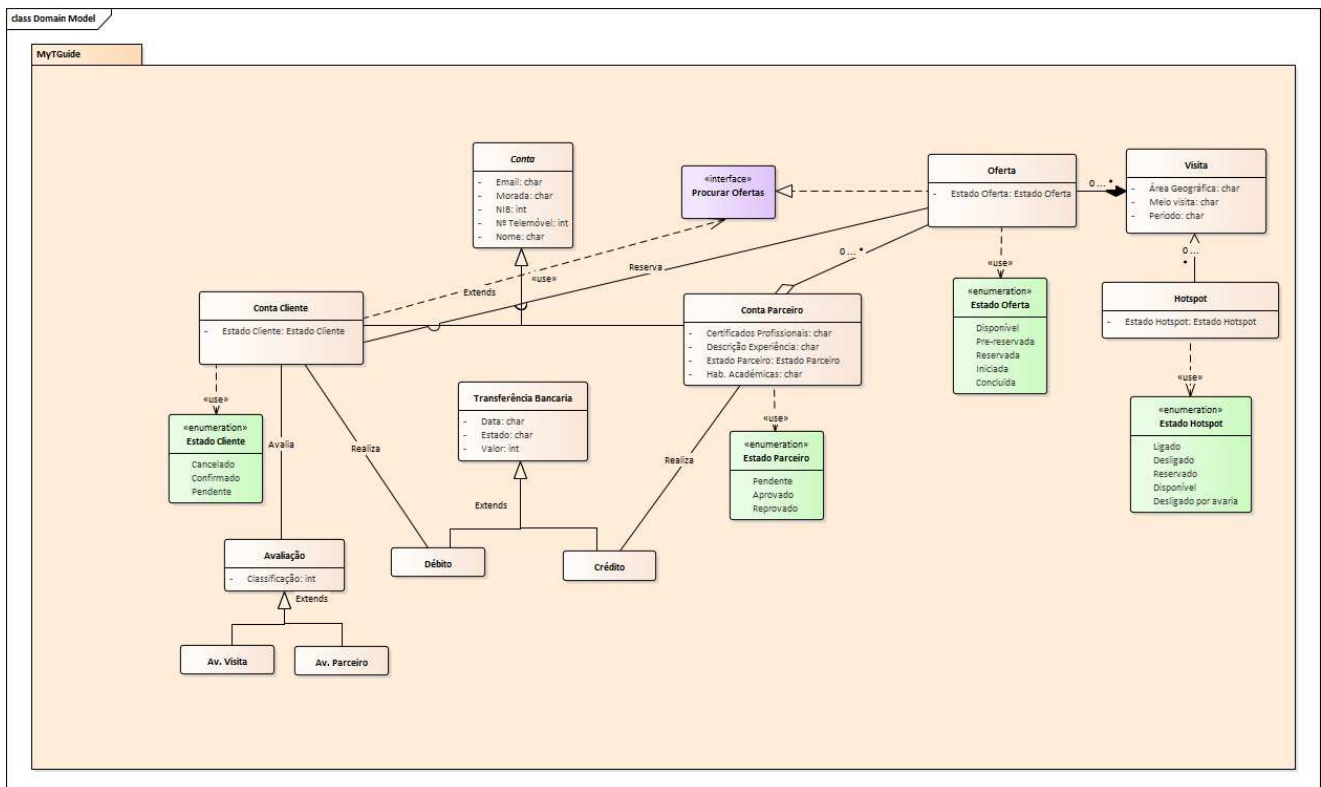 class Domain Model
MyTGuide
Conta
- Email: char
- Morada: char
- NIB: int
- Nº Telemóvel: int
- Nome: char
«interface»
Procurar Ofertas
Oferta
- Estado Oferta: Estado Oferta
0 ... *
Visita
- Área Geográfica: char
- Meio visita: char
- Periodo: char
«use»
Extends
Reserva
0 ... *
«use»
0 ...
*
Conta Cliente
- Estado Cliente: Estado Cliente
Conta Parceiro
- Certificados Profissionais: char
- Descrição Experiência: char
- Estado Parceiro: Estado Parceiro
- Hab. Académicas: char
«enumeration»
Estado Oferta
Disponível
Pre-reservada
Reservada
Iniciada
Concluída
Hotspot
- Estado Hotspot: Estado Hotspot
«use»
«use»
«use»
«enumeration»
Estado Cliente
Cancelado
Confirmado
Pendente
Avalia
Realiza
Transferência Bancaria
- Data: char
- Estado: char
- Valor: int
Extends
Realiza
«enumeration»
Estado Parceiro
Pendente
Aprovado
Reprovado
«enumeration»
Estado Hotspot
Ligado
Desligado
Reservado
Disponível
Desligado por avaria
Avaliação
- Classificação: int
Extends
Débito
Crédito
Av. Visita
Av. Parceiro